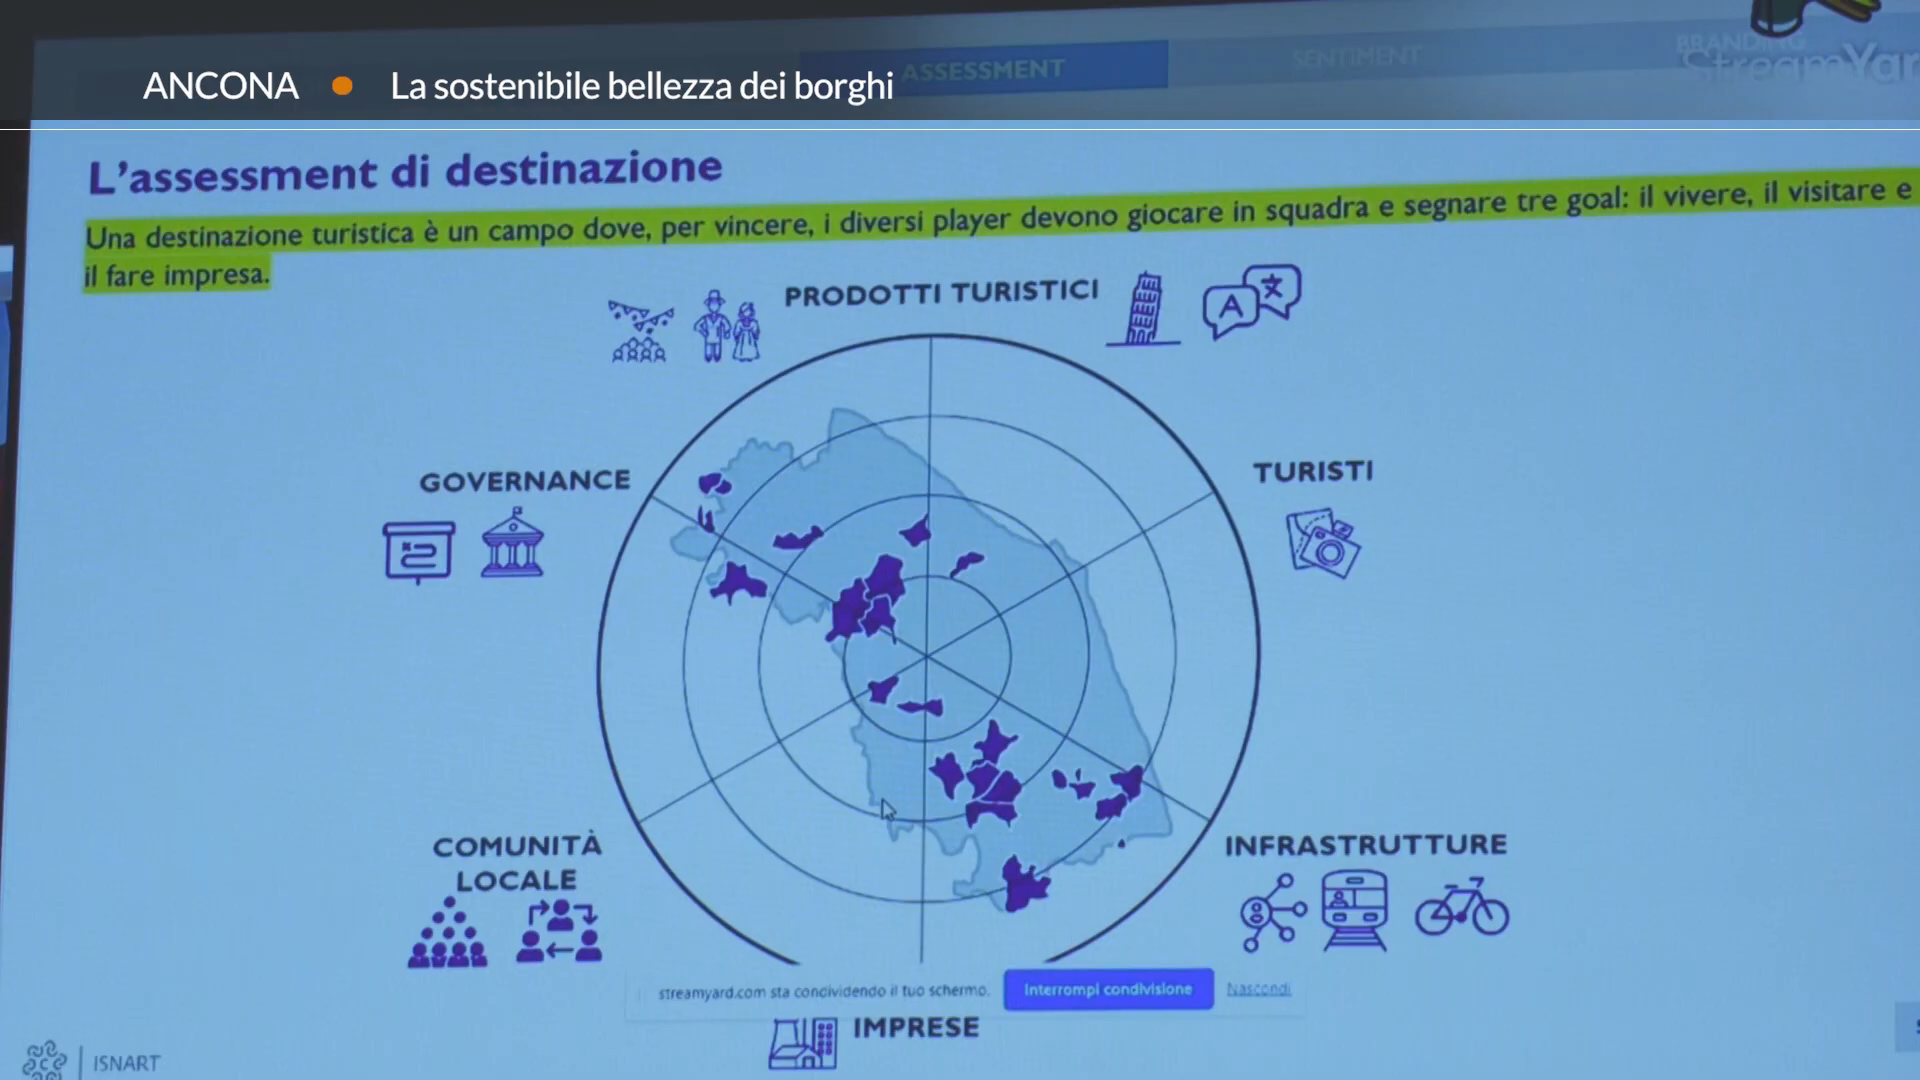 ANCONA La sostenibile bellezza dei borghi
ASSESSMENT
SENTIMENT
BRANDING
L'assessment di destinazione
Una destinazione turistica è un campo dove, per vincere, i diversi player devono giocare in squadra e segnare tre goal: il vivere, il visitare e
il fare impresa.
PRODOTTI TURISTICI
A 文
GOVERNANCE
TURISTI
COMUNITÀ
LOCALE
INFRASTRUTTURE
streamyard.com sta condividendo il tuo schermo.
Interrompi condivisione
Nascondi
IMPRESE
ISNART